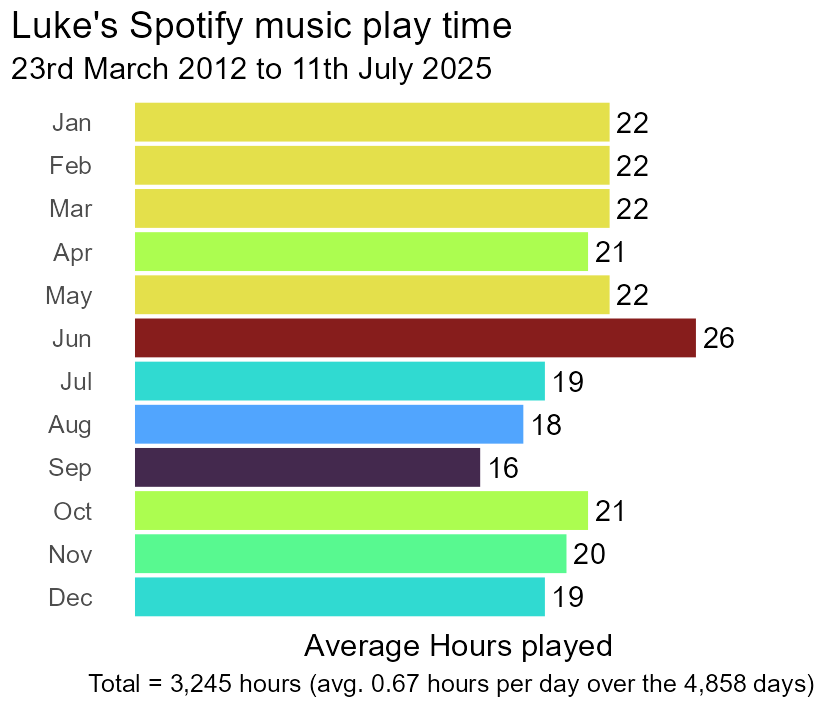 Luke's Spotify music play time
23rd March 2012 to 11th July 2025
Jan 22
Feb 22
Mar 22
Apr 21
May 22
Jun 26
Jul 19
Aug 18
Sep 16
Oct 21
Nov 20
Dec 19
Average Hours played
Total = 3,245 hours (avg. 0.67 hours per day over the 4,858 days)